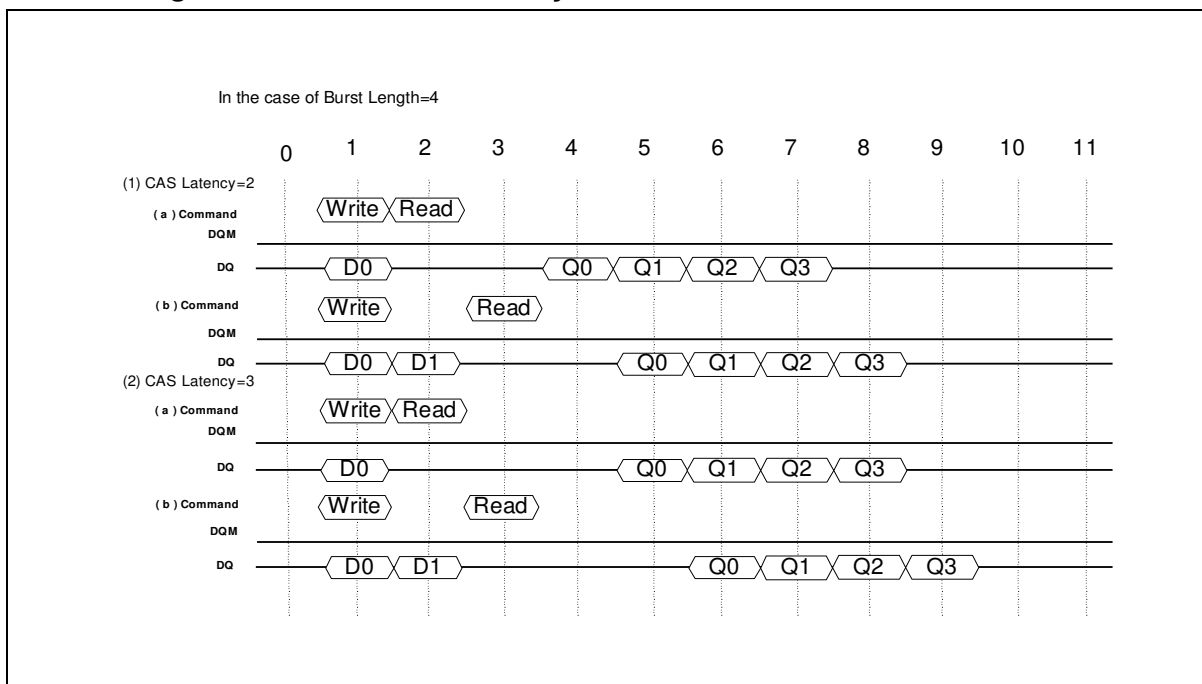 In the case of Burst Length=4
0 1 2 3 4 5 6 7 8 9 10 11
(1) CAS Latency=2
( a ) Command Write Read
DQM
DQ D0 Q0 Q1 Q2 Q3
( b ) Command Write Read
DQM
DQ D0 D1 Q0 Q1 Q2 Q3
(2) CAS Latency=3
( a ) Command Write Read
DQM
DQ D0 Q0 Q1 Q2 Q3
( b ) Command Write Read
DQM
DQ D0 D1 Q0 Q1 Q2 Q3